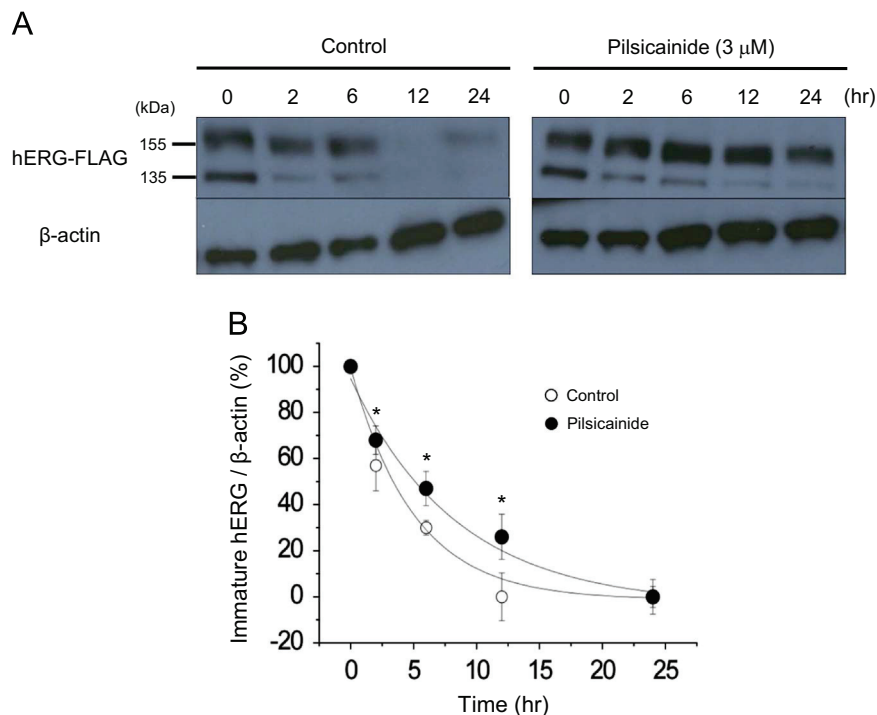 A
Control
Pilsicainide (3 μM)
(kDa) 0 2 6 12 24 0 2 6 12 24 (hr)
hERG-FLAG 155
135
β-actin
B
Immature hERG / β-actin (%)
100
80
60
40
20
0
-20
* * *
Control
Pilsicainide
0 5 10 15 20 25
Time (hr)